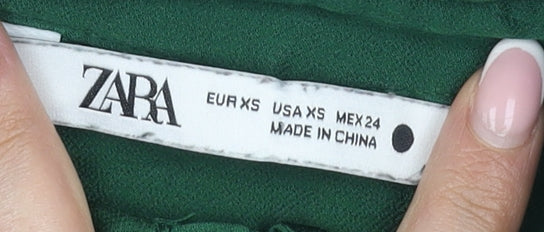 ZARA
EUR XS USA XS MEX 24
MADE IN CHINA